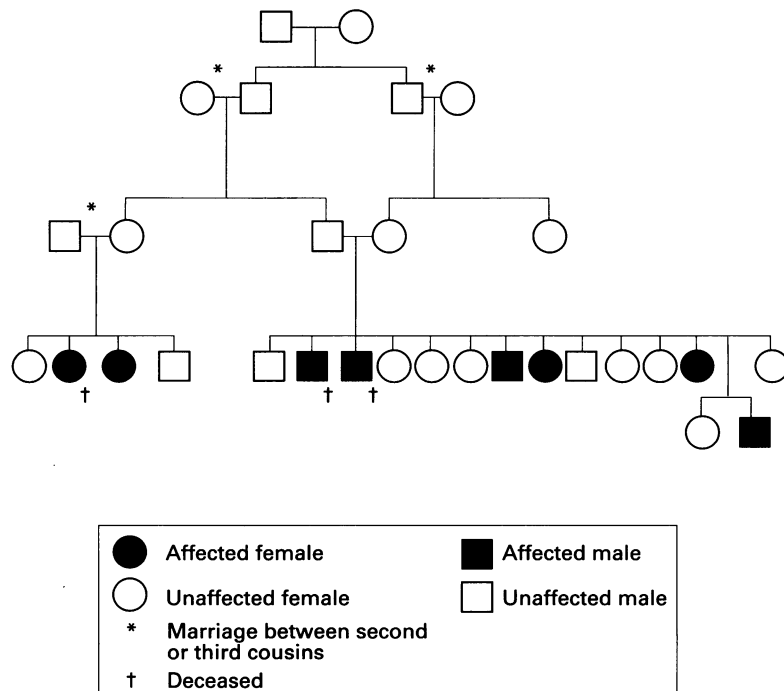 * *
*
† † †
Affected female
Affected male
Unaffected female
Unaffected male
* Marriage between second
or third cousins
† Deceased